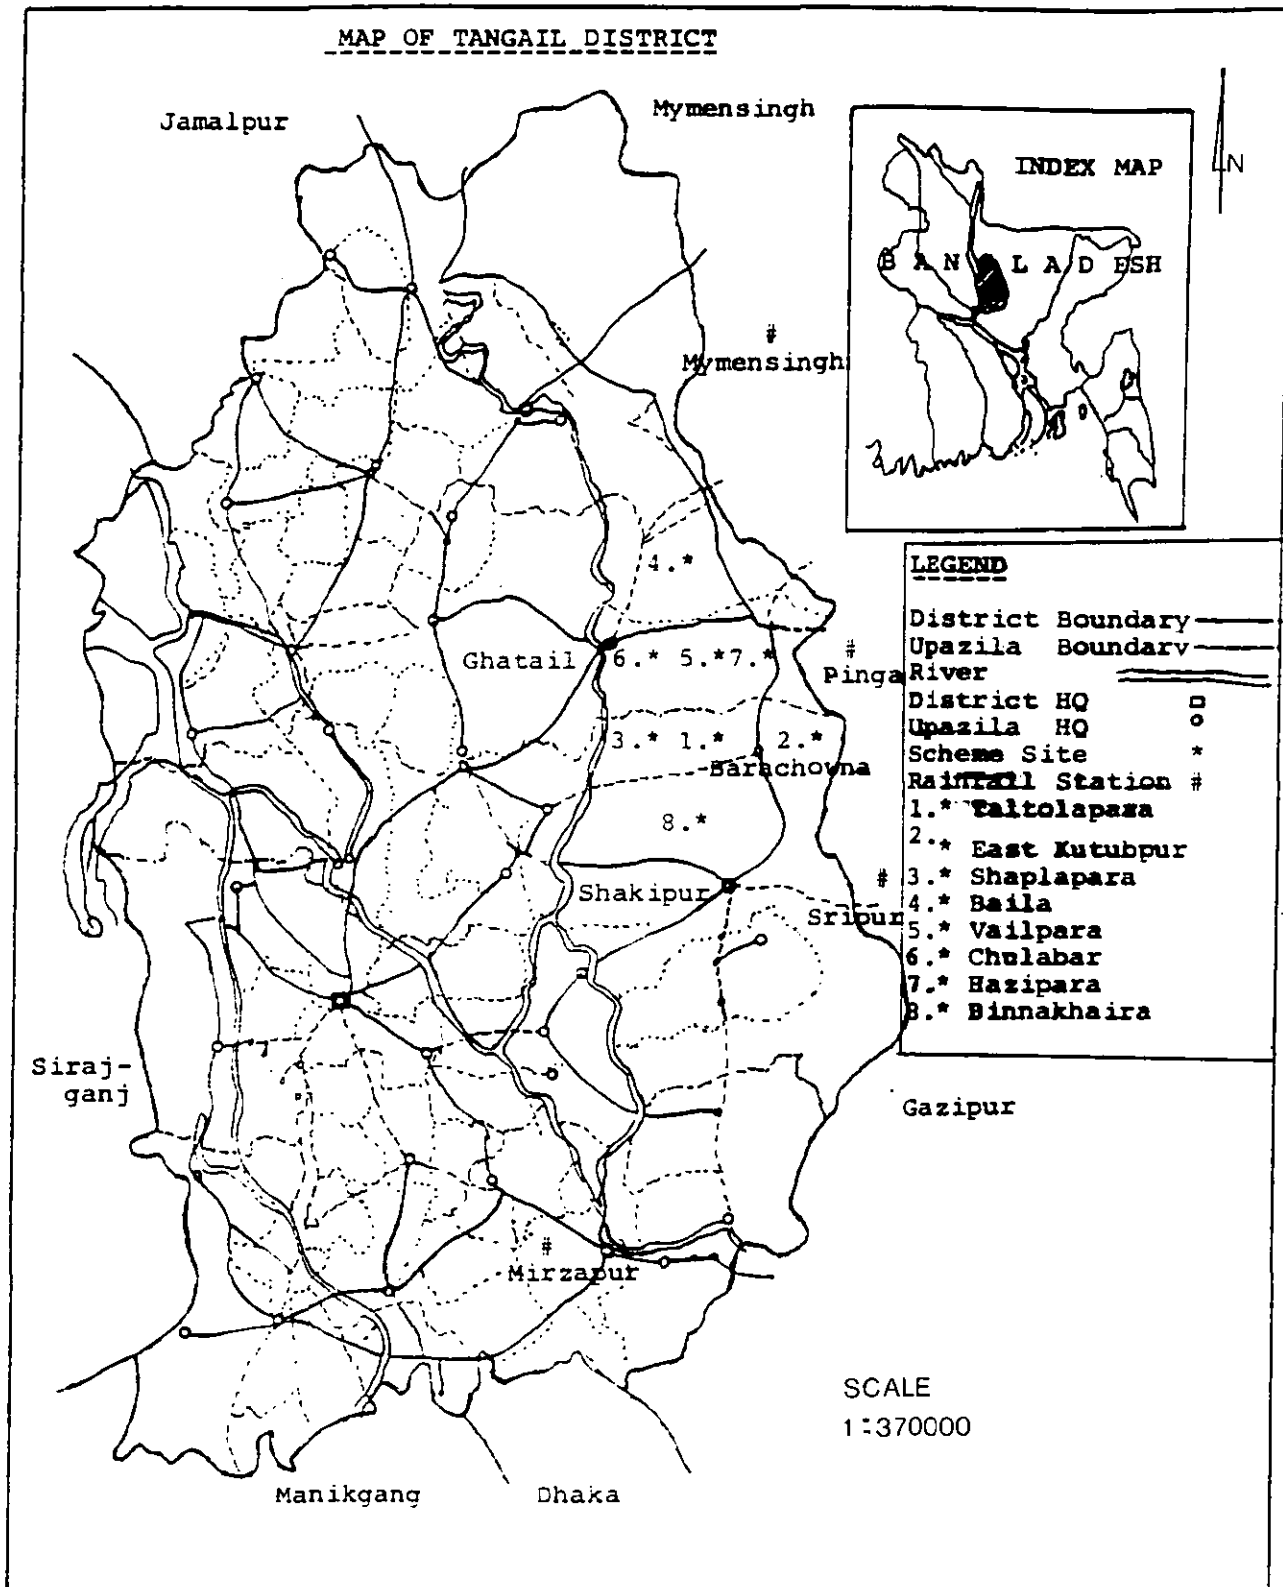 MAP OF TANGAIL DISTRICT
Jamalpur
Mymensingh
N
INDEX MAP
B A N L A D ESH
#
Mymensingh
4.*
Ghatail
6.* 5.* 7.*
#
Pinga
3.* 1.* 2.*
Barachovna
8.*
Shakipur
#
Sripur
Siraj-
ganj
Gazipur
#
Mirzapur
Manikgang
Dhaka
LEGEND
District Boundary
Upazila Boundary
River
District HQ
Upazila HQ
Scheme Site *
Rainfall Station #
1.* Taltolapara
2.* East Kutubpur
3.* Shaplapara
4.* Baila
5.* Vailpara
6.* Chulabar
7.* Hazipara
8.* Binnakhaira
SCALE
1:370000